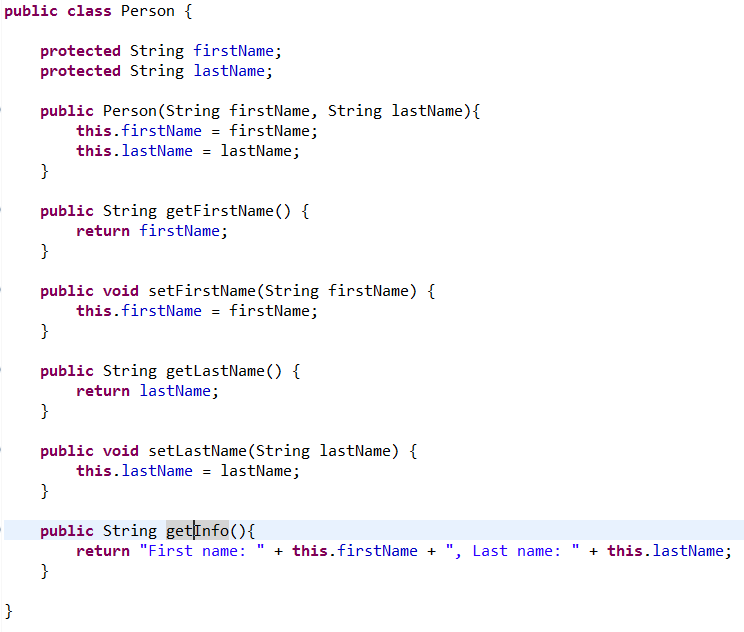 public class Person {
protected String firstName;
protected String lastName;
public Person(String firstName, String lastName){
this.firstName = firstName;
this.lastName = lastName;
}
public String getFirstName() {
return firstName;
}
public void setFirstName(String firstName) {
this.firstName = firstName;
}
public String getLastName() {
return lastName;
}
public void setLastName(String lastName) {
this.lastName = lastName;
}
public String getInfo(){
return "First name: " + this.firstName + ", Last name: " + this.lastName;
}
}